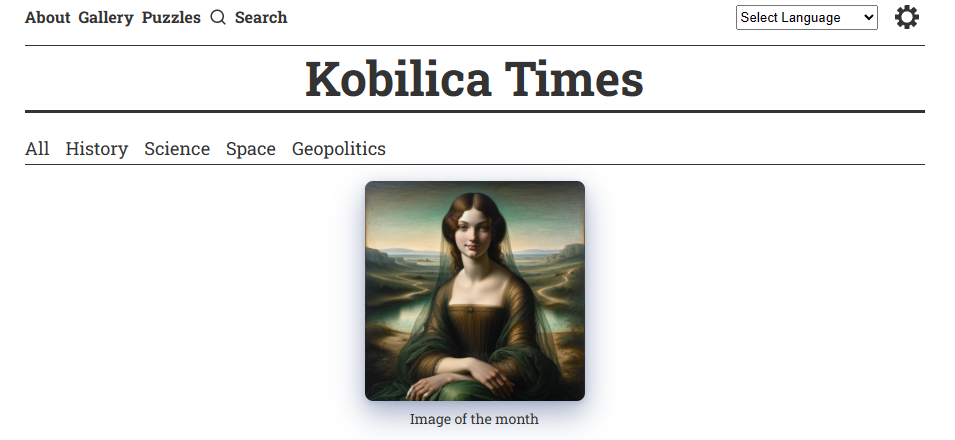 About Gallery Puzzles Search Select Language
Kobilica Times
All History Science Space Geopolitics
Image of the month